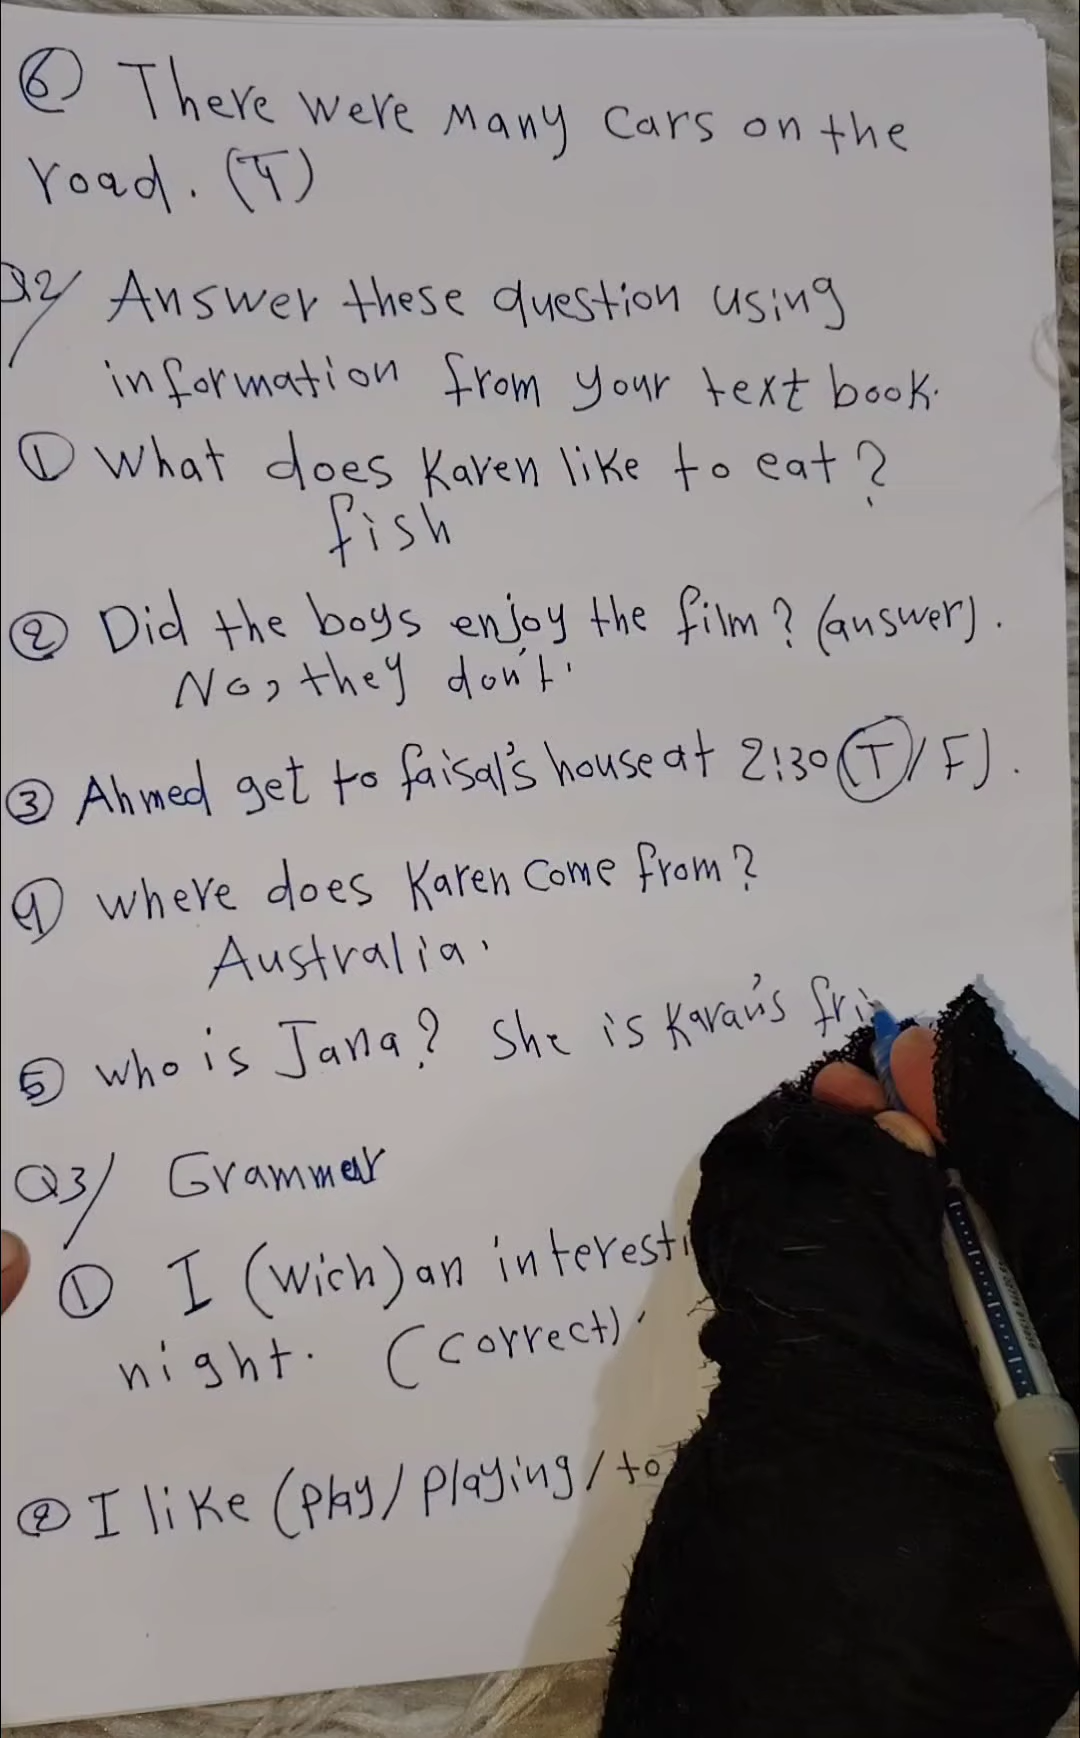 6 There were Many Cars on the
road. (T)
Q2/ Answer these question using
information from your text book.
1 What does Karen like to eat?
fish
2 Did the boys enjoy the film? (answer).
No, they don't.
3 Ahmed get to faisal's house at 2:30 (T/F).
4 where does Karen Come from?
Australia.
5 who is Jana? She is Karan's fri
Q3/ Grammar
1 I (wich) an interesti
night. (Correct).
2 I like (play/playing/to